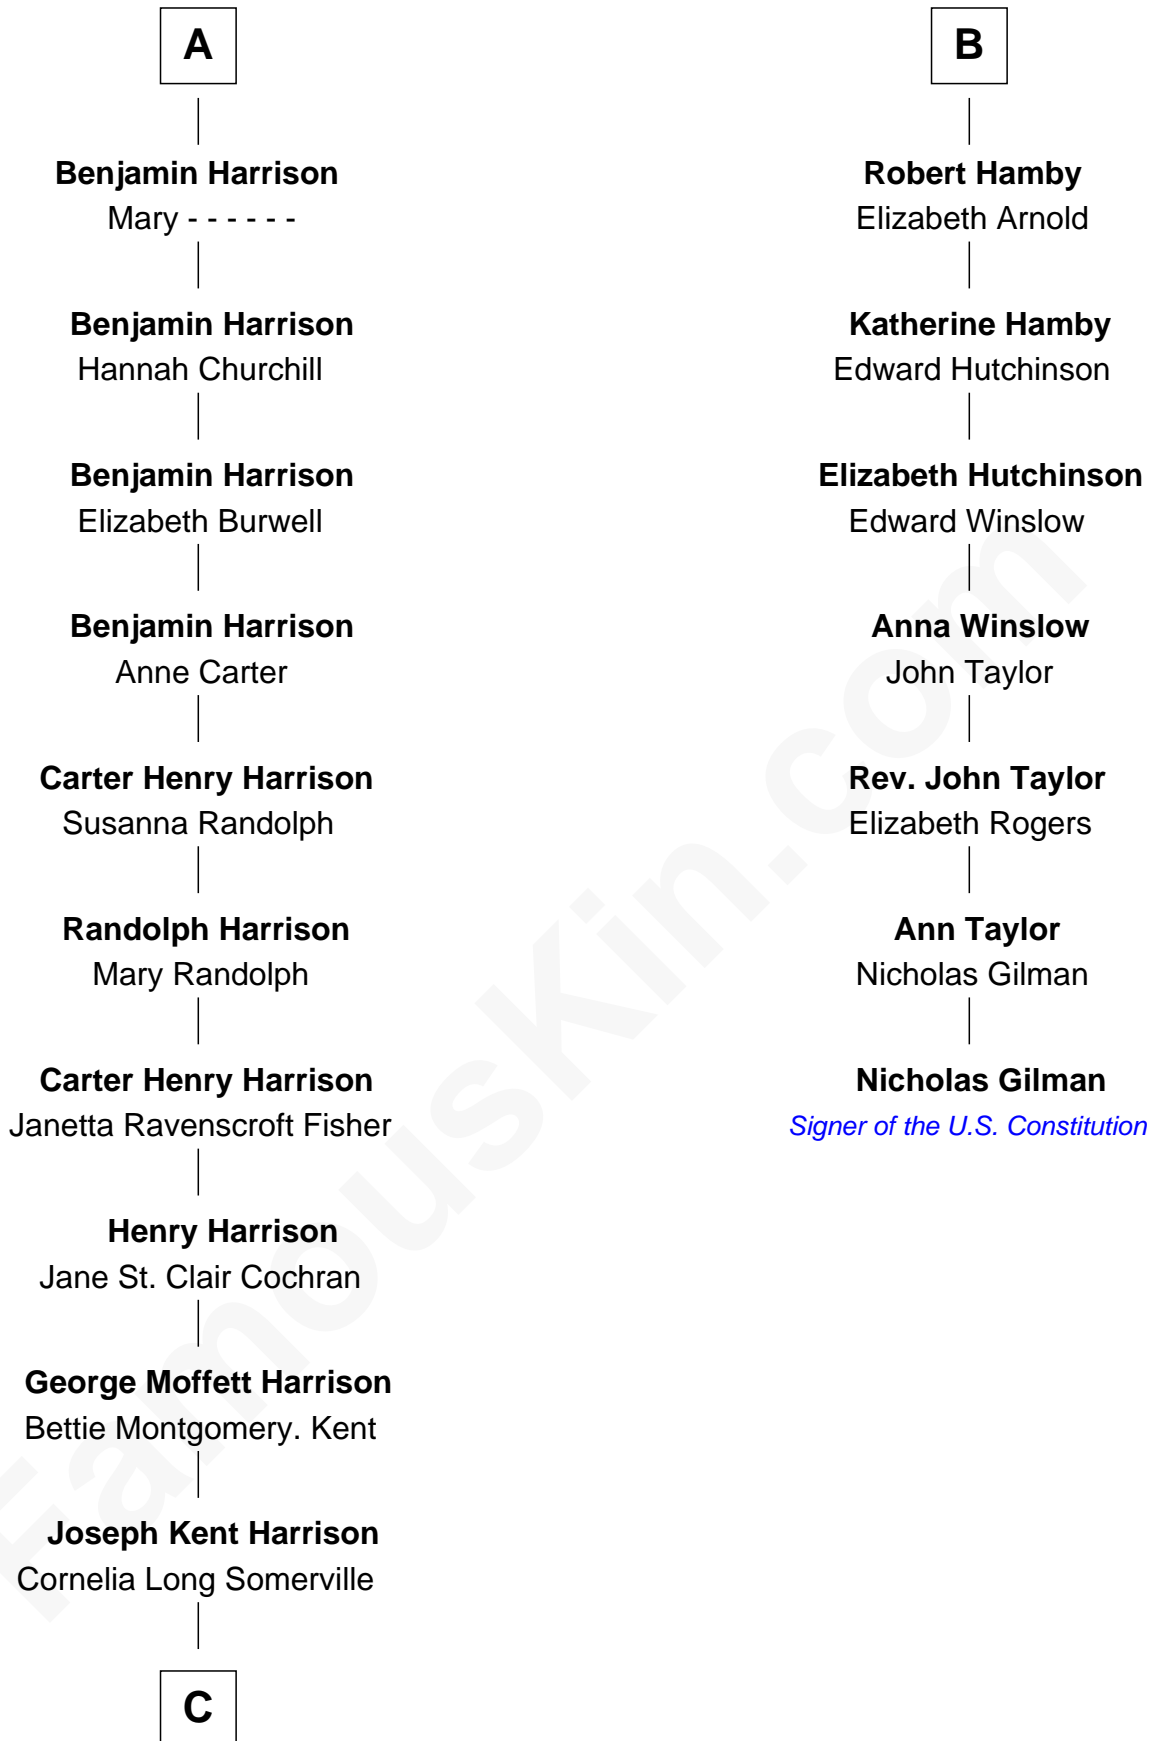 A
Benjamin Harrison
Mary - - - - - -
Benjamin Harrison
Hannah Churchill
Benjamin Harrison
Elizabeth Burwell
Benjamin Harrison
Anne Carter
Carter Henry Harrison
Susanna Randolph
Randolph Harrison
Mary Randolph
Carter Henry Harrison
Janetta Ravenscroft Fisher
Henry Harrison
Jane St. Clair Cochran
George Moffett Harrison
Bettie Montgomery. Kent
Joseph Kent Harrison
Cornelia Long Somerville
C
B
Robert Hamby
Elizabeth Arnold
Katherine Hamby
Edward Hutchinson
Elizabeth Hutchinson
Edward Winslow
Anna Winslow
John Taylor
Rev. John Taylor
Elizabeth Rogers
Ann Taylor
Nicholas Gilman
Nicholas Gilman
Signer of the U.S. Constitution
FamousKin.com